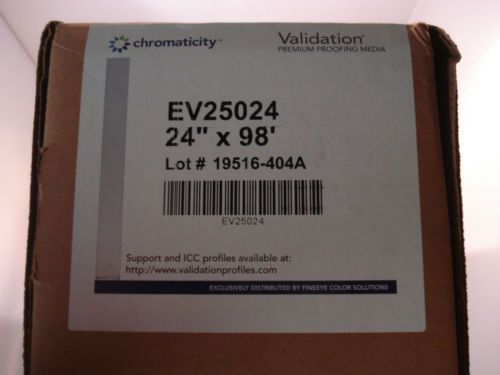 chromaticity™
Validation®
PREMIUM PROOFING MEDIA
EV25024
24" x 98'
Lot # 19516-404A
EV25024
Support and ICC profiles available at:
http://www.validationprofiles.com
EXCLUSIVELY DISTRIBUTED BY FINEEYE COLOR SOLUTIONS